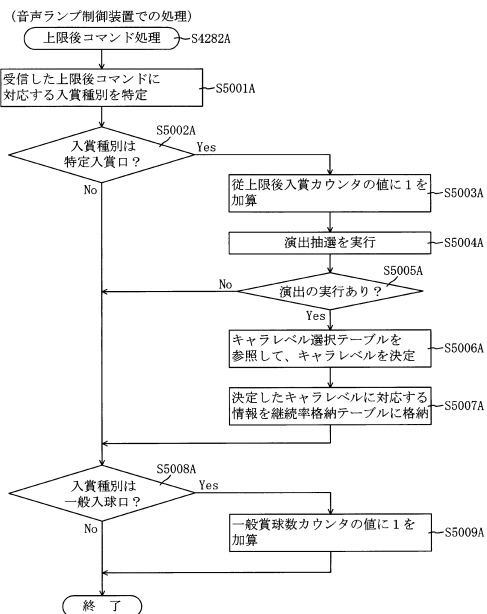 （音声ランプ制御装置での処理）
上限後コマンド処理
S4282A
受信した上限後コマンドに
対応する入賞種別を特定
S5001A
入賞種別は
特定入賞口？
S5002A
Yes
No
従上限後入賞カウンタの値に１を
加算
S5003A
演出抽選を実行
S5004A
演出の実行あり？
S5005A
No
Yes
キャラレベル選択テーブルを
参照して、キャラレベルを決定
S5006A
決定したキャラレベルに対応する
情報を継続率格納テーブルに格納
S5007A
入賞種別は
一般入球口？
S5008A
Yes
No
一般賞球数カウンタの値に１を
加算
S5009A
終 了